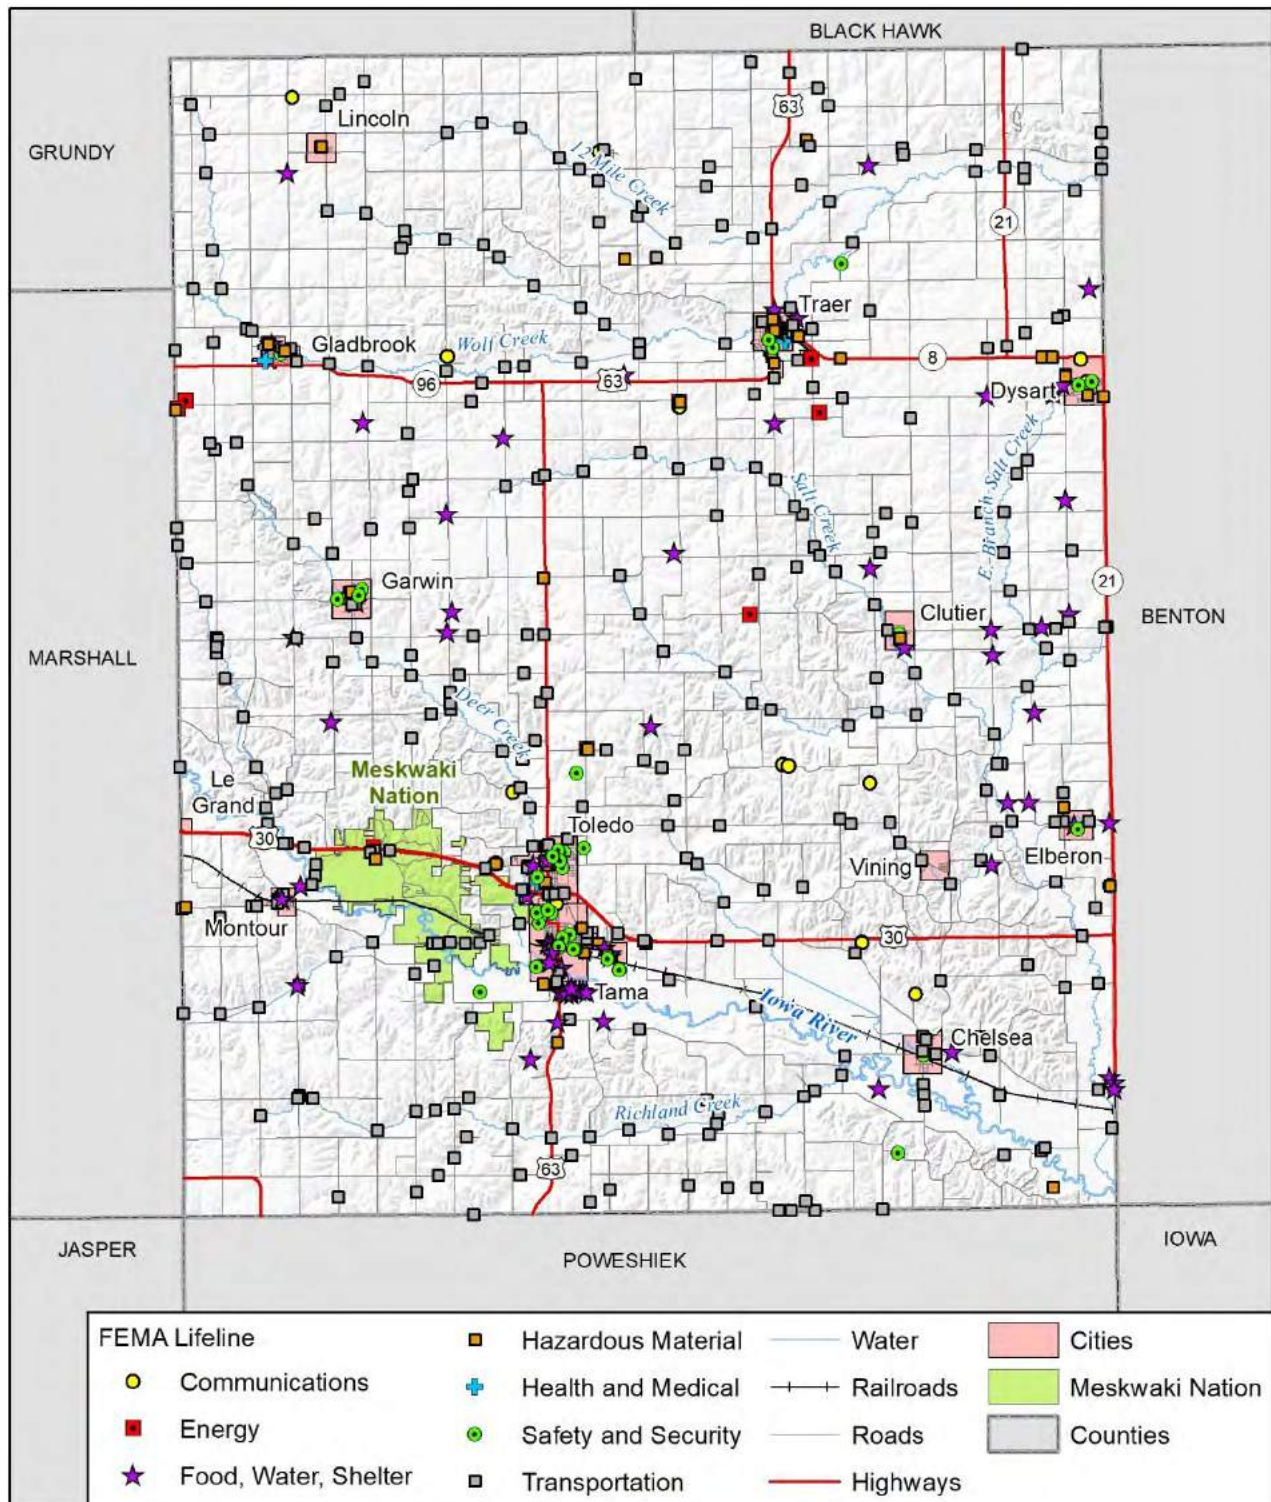 BLACK HAWK
63
Lincoln
GRUNDY
12 Mile Creek
21
Traer
Gladbrook
Wolf Creek
8
96
63
Dysart
Salt Creek
E. Branch Salt Creek
Garwin
21
Clutier
BENTON
MARSHALL
Deer Creek
Meskwaki
Nation
Le
Grand
30
Toledo
Vining
Elberon
Montour
30
Tama
Iowa River
Chelsea
Richland Creek
63
JASPER
POWESHIEK
IOWA
FEMA Lifeline
Communications
Energy
Food, Water, Shelter
Hazardous Material
Health and Medical
Safety and Security
Transportation
Water
Railroads
Roads
Highways
Cities
Meskwaki Nation
Counties